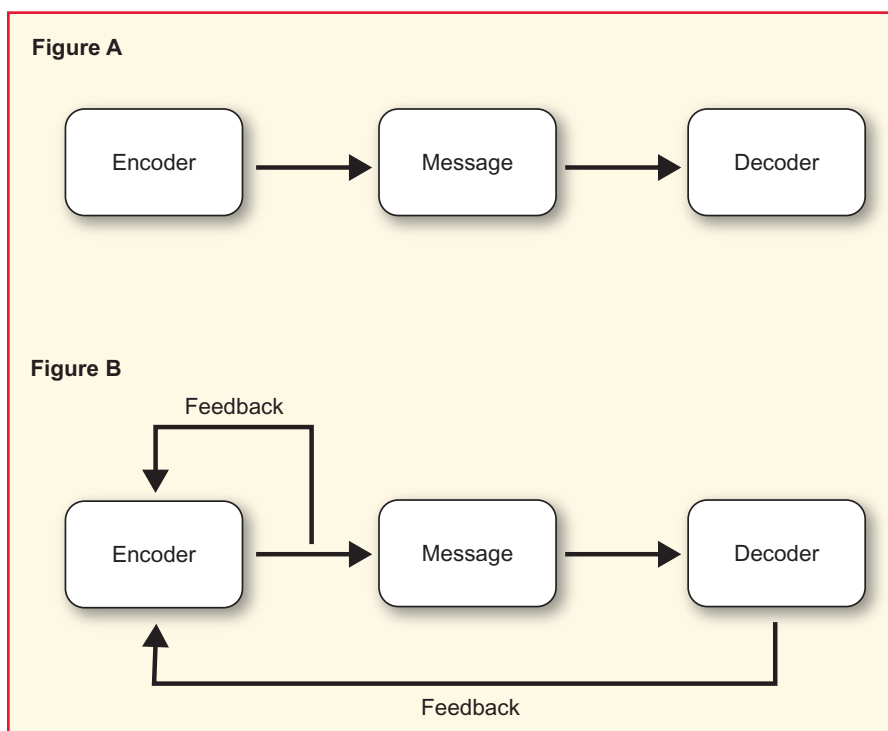 Figure A
Encoder
Message
Decoder
Figure B
Feedback
Encoder
Message
Decoder
Feedback